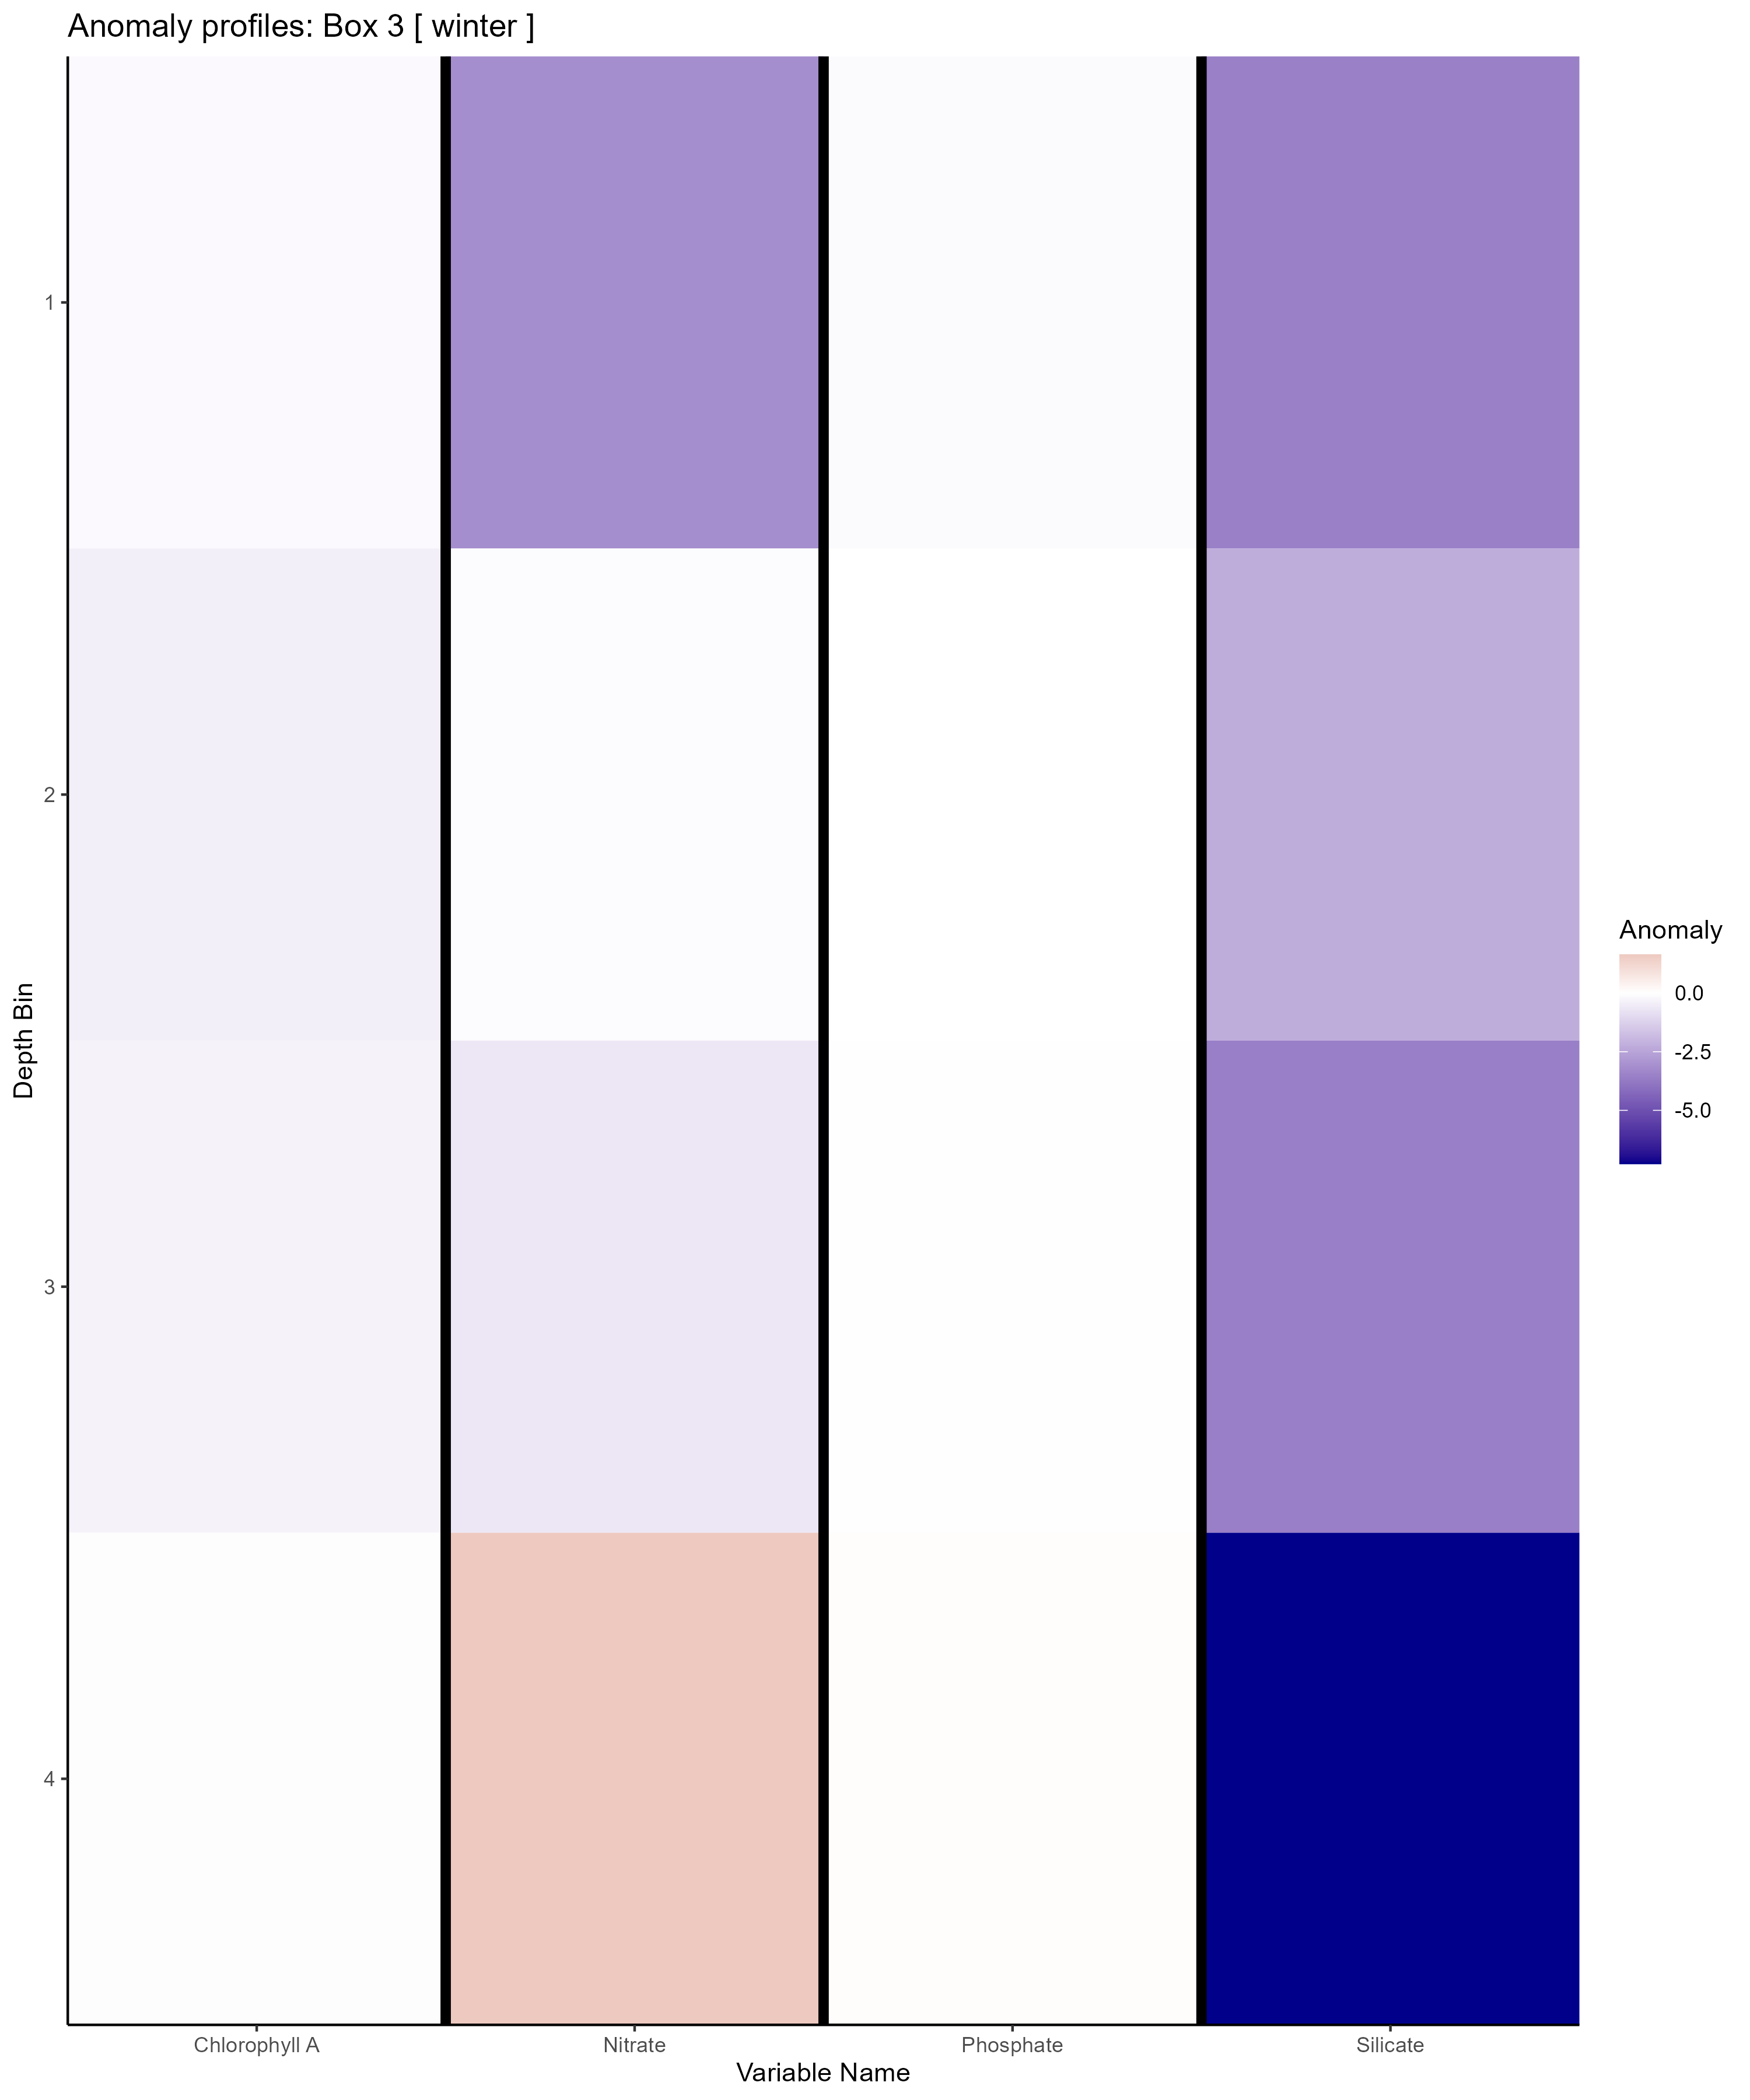 Anomaly profiles: Box 3 [ winter ]
1
2
3
4
Depth Bin
Chlorophyll A
Nitrate
Phosphate
Silicate
Variable Name
Anomaly
0.0
-2.5
-5.0